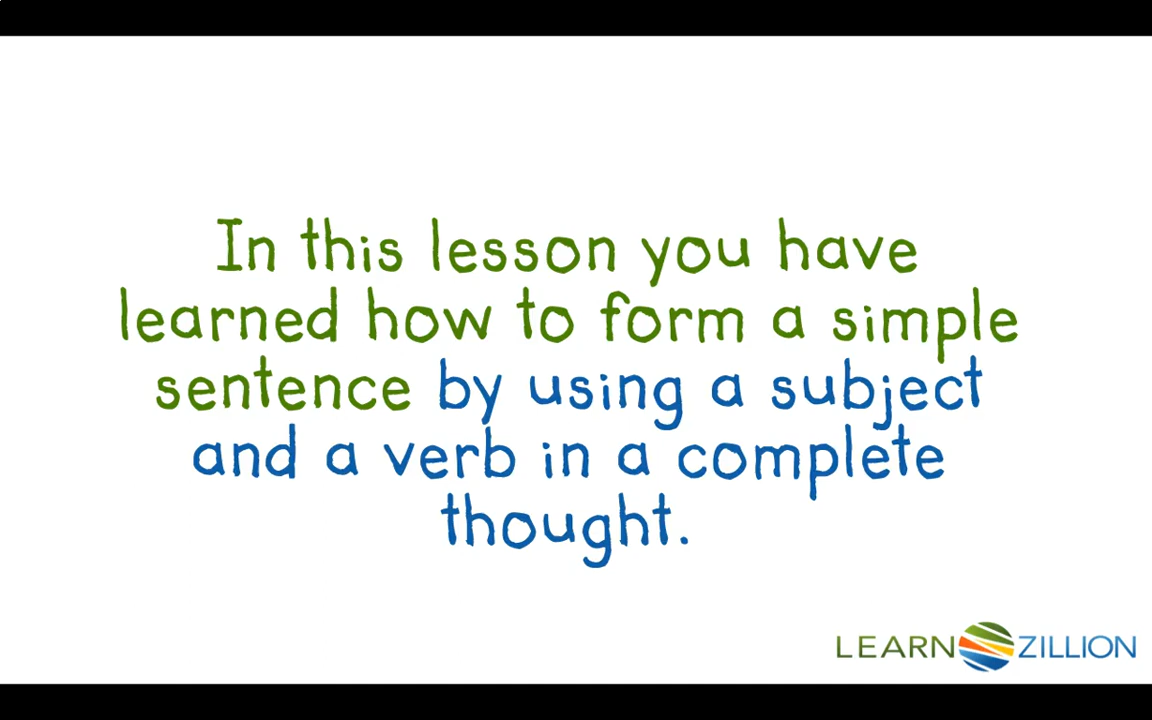 In this lesson you have
learned how to form a simple
sentence by using a subject
and a verb in a complete
thought.
LEARNZILLION